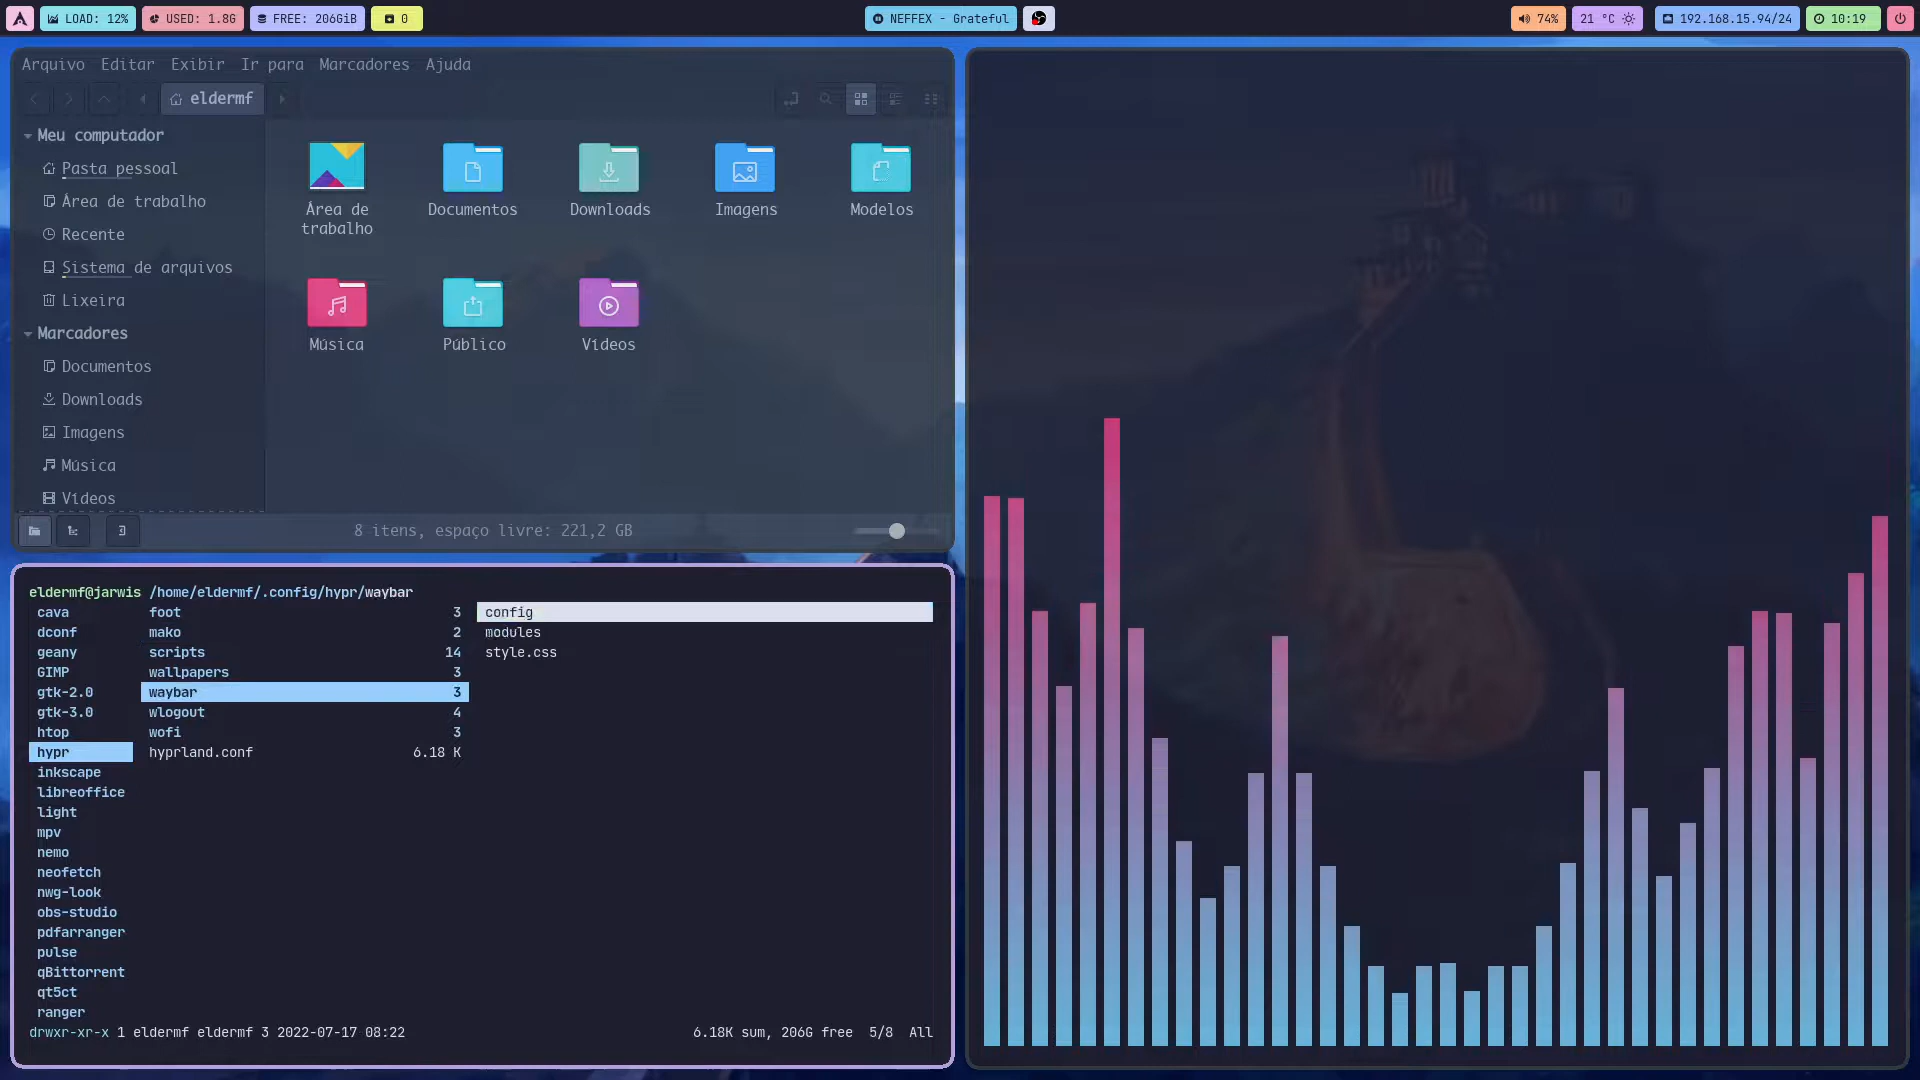 LOAD: 12% USED: 1.8G FREE: 206GiB 0 NEFFEX - Grateful 74% 21 °C 192.168.15.94/24 10:19
Arquivo Editar Exibir Ir para Marcadores Ajuda
eldermf
Meu computador
Pasta pessoal
Área de trabalho
Recente
Sistema de arquivos
Lixeira
Marcadores
Documentos
Downloads
Imagens
Música
Vídeos
Área de trabalho
Documentos
Downloads
Imagens
Modelos
Música
Público
Vídeos
8 itens, espaço livre: 221,2 GB
eldermf@jarwis /home/eldermf/.config/hypr/waybar
cava foot 3 config
dconf mako 2 modules
geany scripts 14 style.css
GIMP wallpapers 3
gtk-2.0 waybar 3
gtk-3.0 wlogout 4
htop wofi 3
hypr hyprland.conf 6.18 K
inkscape
libreoffice
light
mpv
nemo
neofetch
nwg-look
obs-studio
pdfarranger
pulse
qBittorrent
qt5ct
ranger
drwxr-xr-x 1 eldermf eldermf 3 2022-07-17 08:22 6.18K sum, 206G free 5/8 All